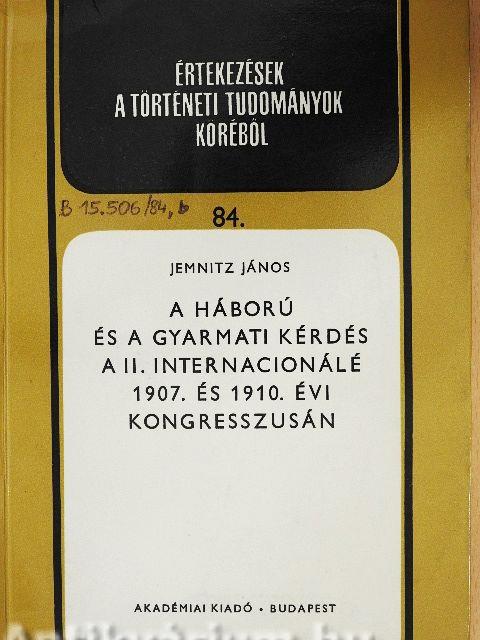 ÉRTEKEZÉSEK
A TÖRTÉNETI TUDOMÁNYOK
KÖRÉBŐL
B 15.506/84, b
84.
JEMNITZ JÁNOS
A HÁBORÚ
ÉS A GYARMATI KÉRDÉS
A II. INTERNACIONÁLÉ
1907. ÉS 1910. ÉVI
KONGRESSZUSÁN
AKADÉMIAI KIADÓ • BUDAPEST